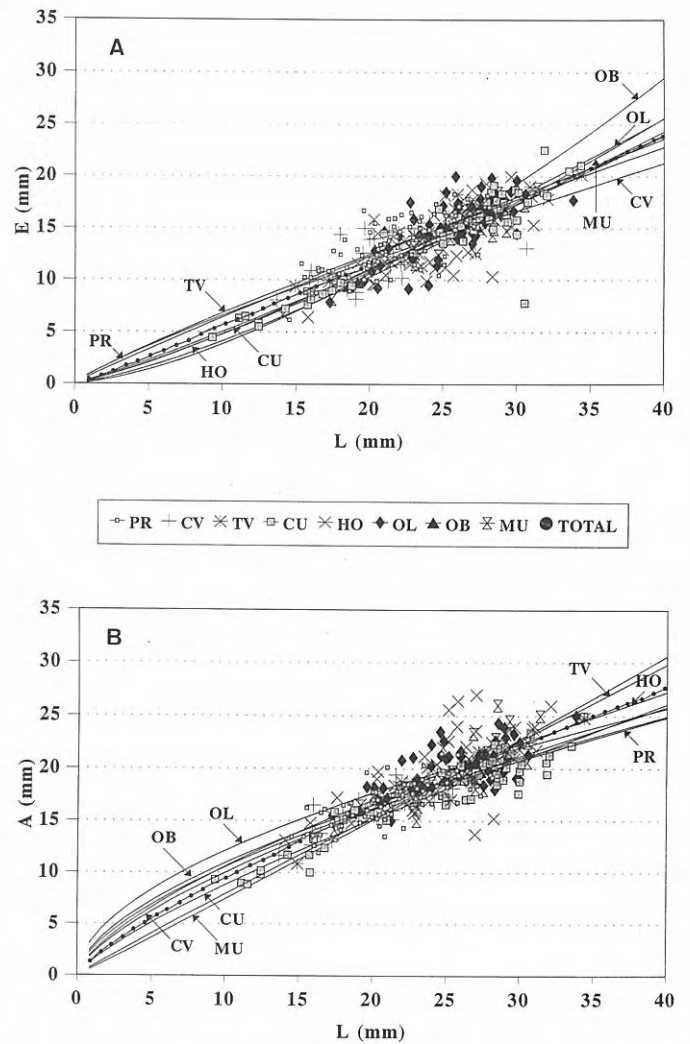 A
35
30
25
20
15
10
5
0
E (mm)
OB
OL
CV
MU
TV
PR
HO
CU
0 5 10 15 20 25 30 35 40
L (mm)
PR CV TV CU HO OL OB MU TOTAL
B
35
30
25
20
15
10
5
0
A (mm)
TV
HO
PR
OL
OB
CU
CV
MU
0 5 10 15 20 25 30 35 40
L (mm)